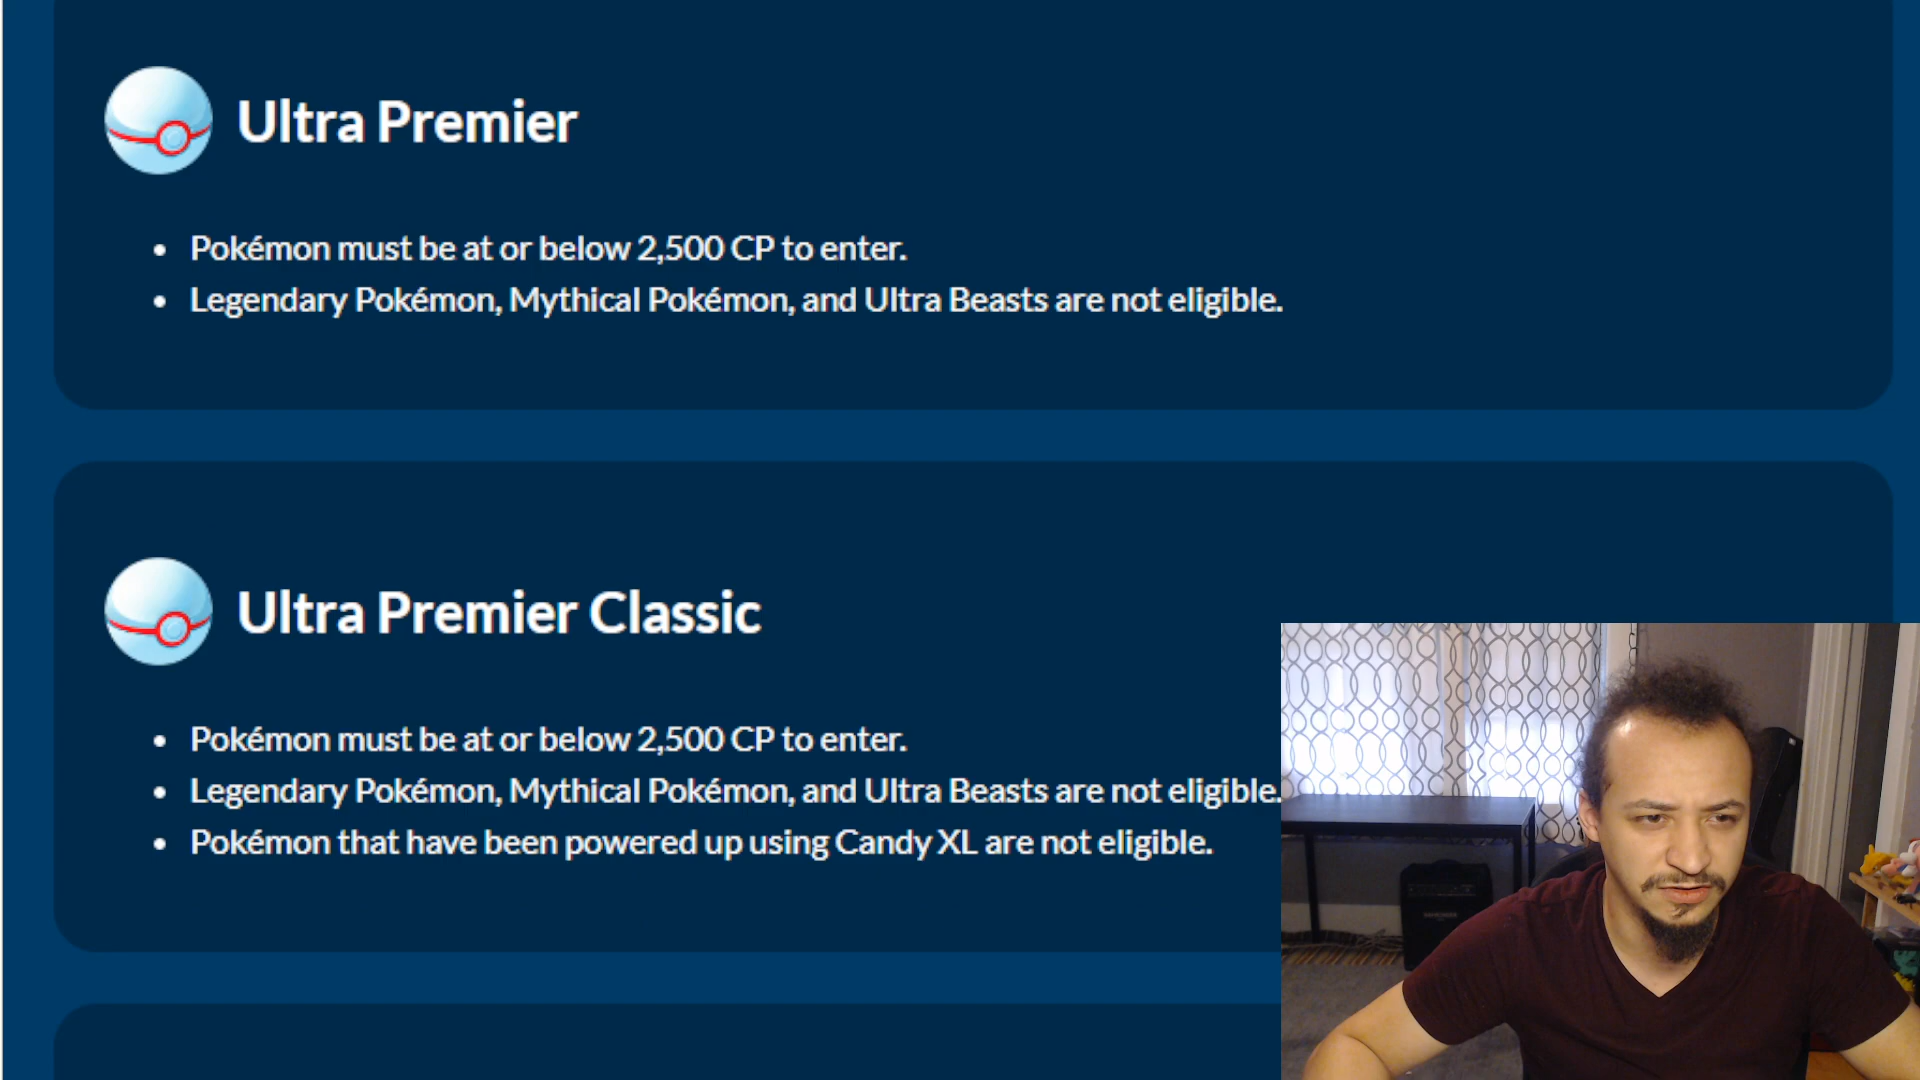 Ultra Premier
• Pokémon must be at or below 2,500 CP to enter.
• Legendary Pokémon, Mythical Pokémon, and Ultra Beasts are not eligible.
Ultra Premier Classic
• Pokémon must be at or below 2,500 CP to enter.
• Legendary Pokémon, Mythical Pokémon, and Ultra Beasts are not eligible.
• Pokémon that have been powered up using Candy XL are not eligible.